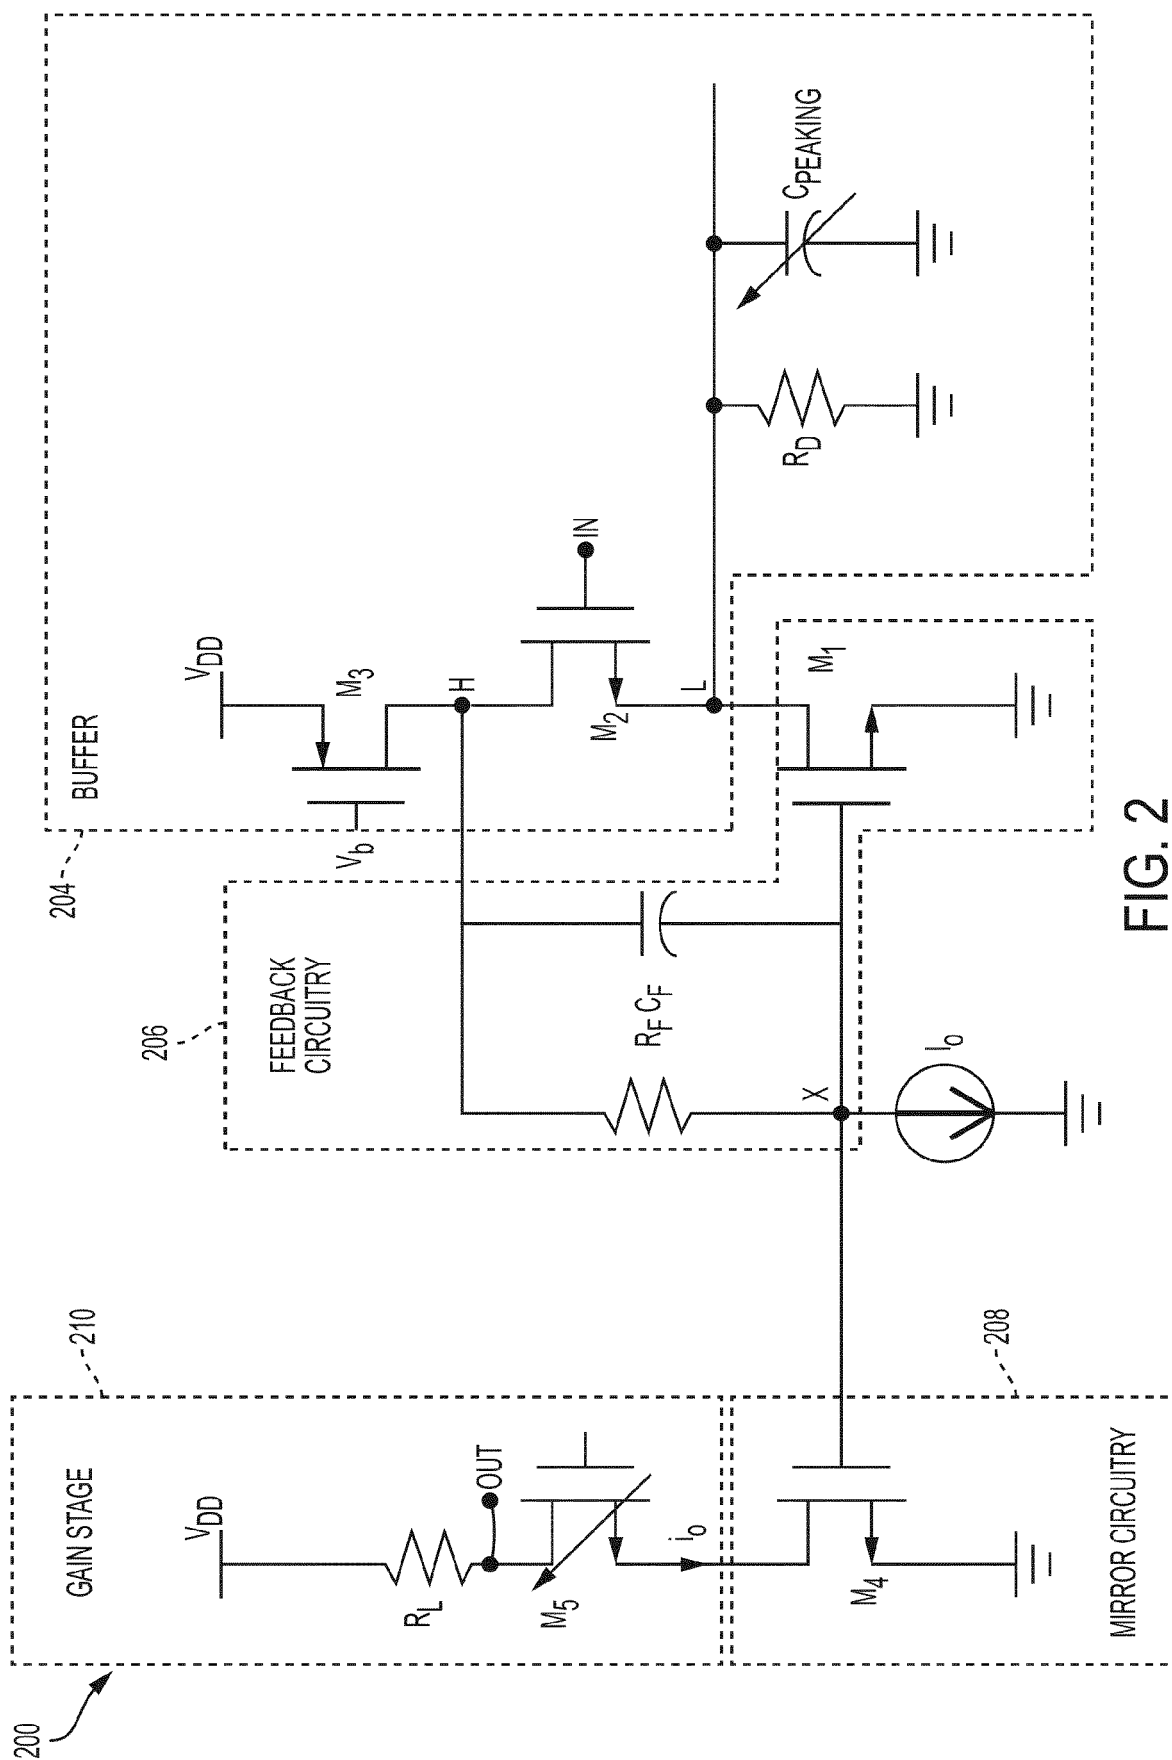 200
GAIN STAGE
210
VDD
RL
OUT
M5
io
M4
MIRROR CIRCUITRY
208
206
FEEDBACK
CIRCUITRY
RF CF
X
Io
204
BUFFER
VDD
Vb
M3
H
IN
M2
L
M1
RD
CPEAKING
FIG. 2